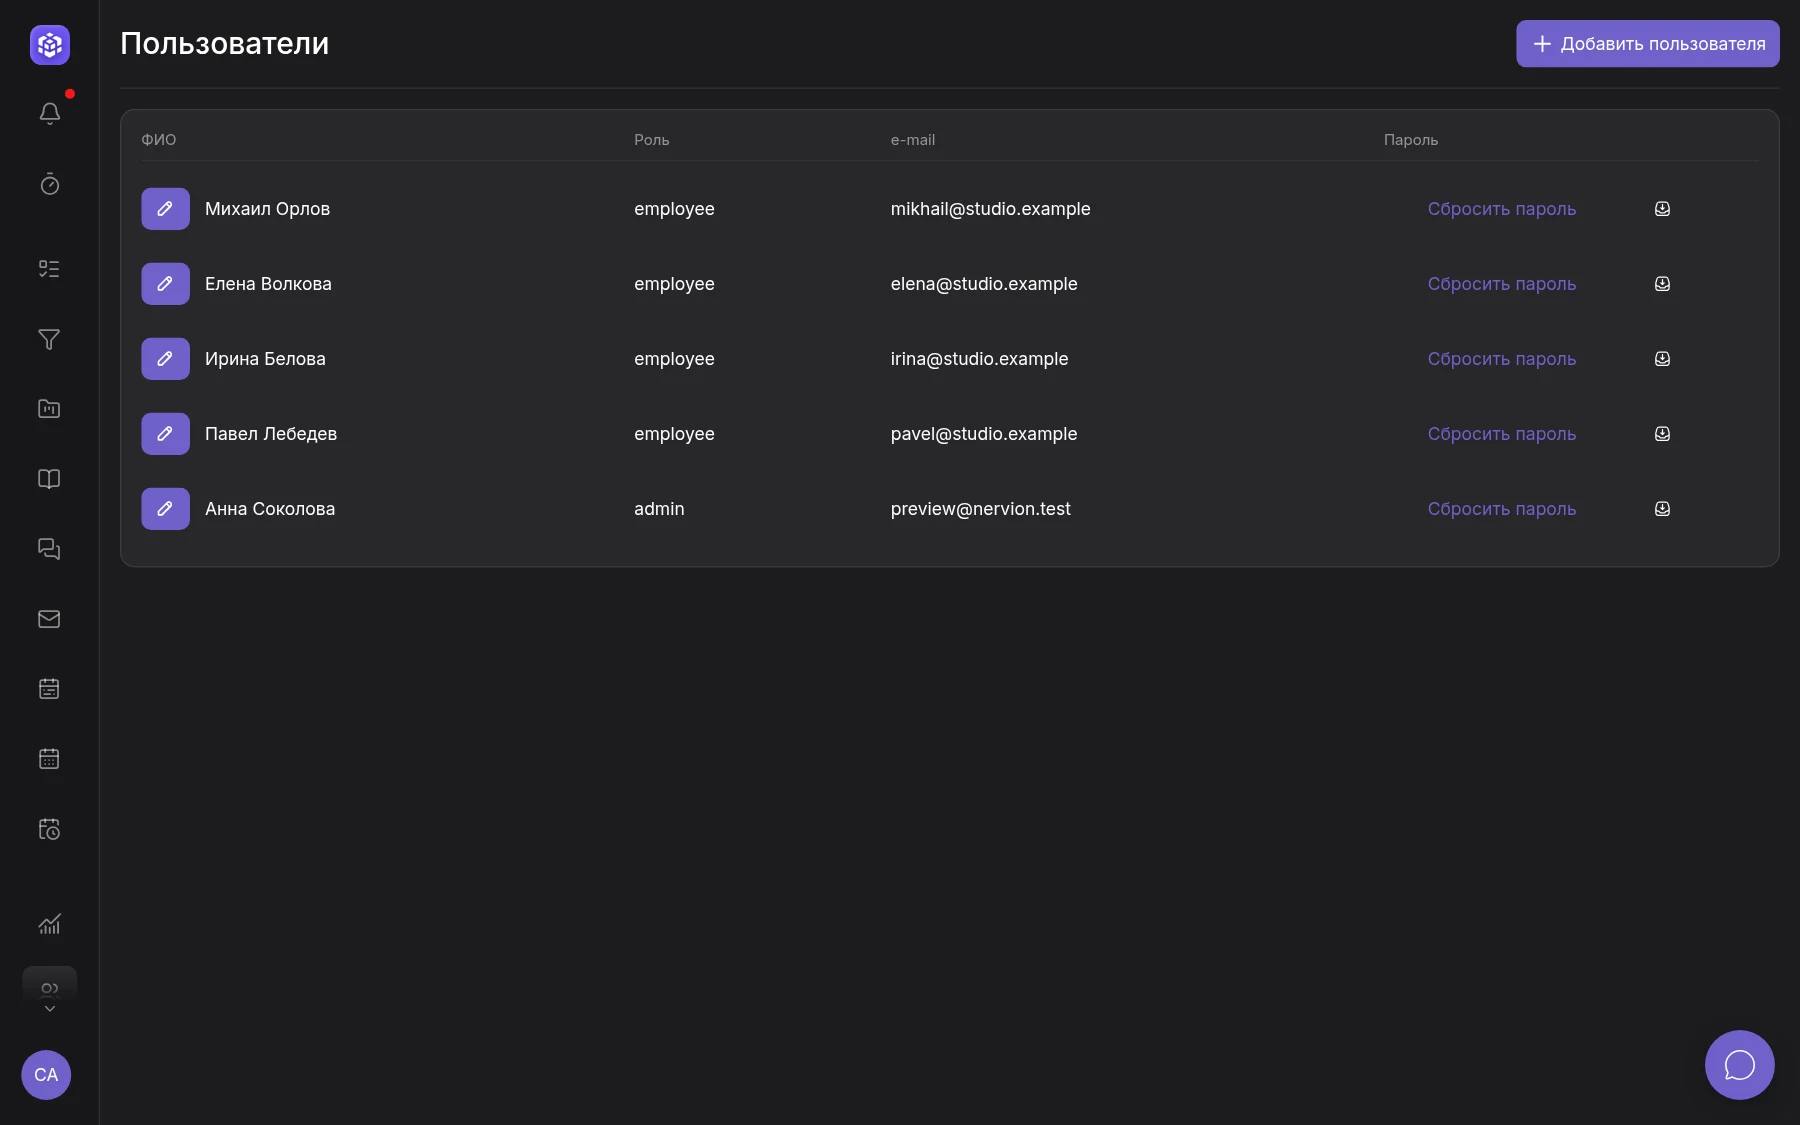 Пользователи
Добавить пользователя
ФИО Роль e-mail Пароль
Михаил Орлов employee mikhail@studio.example Сбросить пароль
Елена Волкова employee elena@studio.example Сбросить пароль
Ирина Белова employee irina@studio.example Сбросить пароль
Павел Лебедев employee pavel@studio.example Сбросить пароль
Анна Соколова admin preview@nervion.test Сбросить пароль
СА